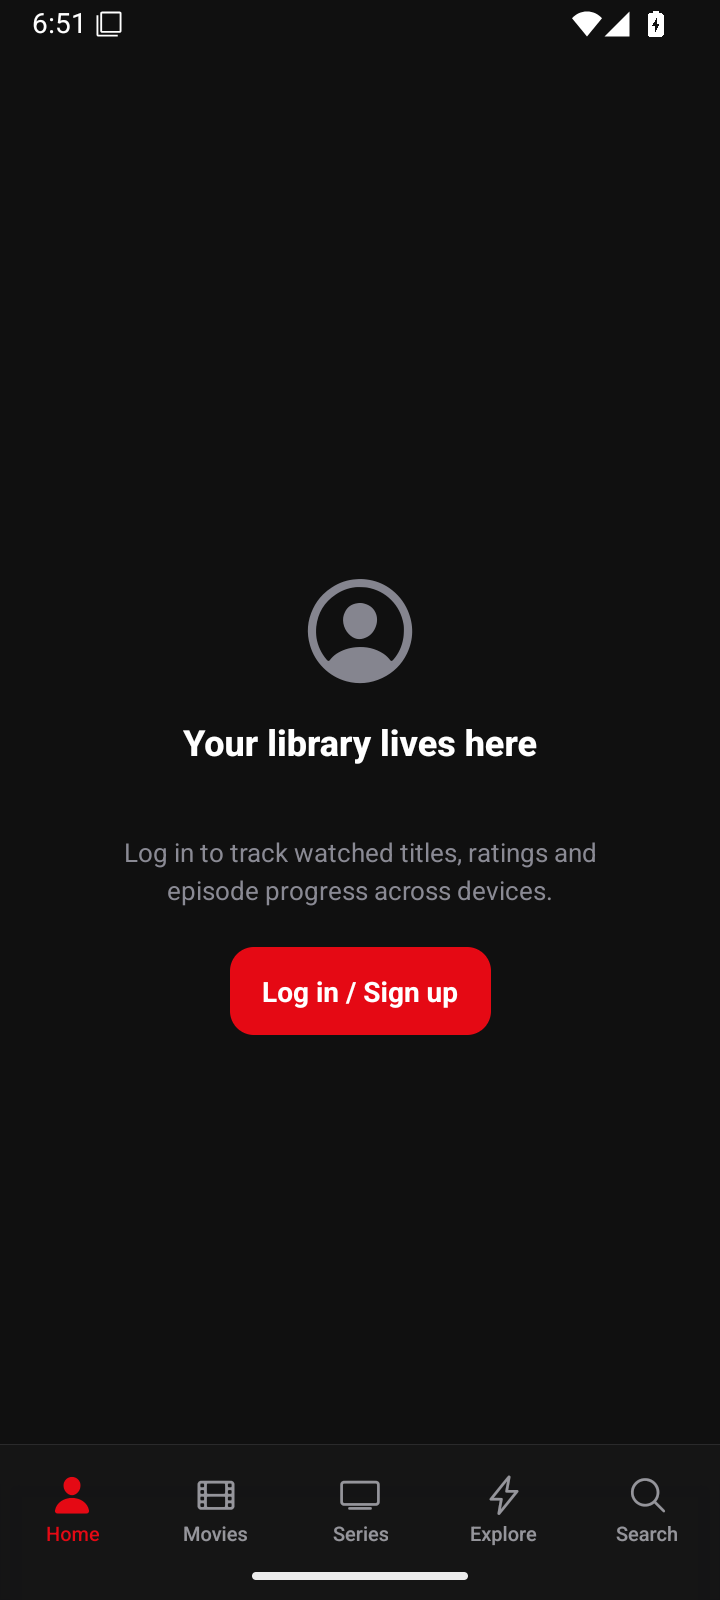 6:51
Your library lives here
Log in to track watched titles, ratings and
episode progress across devices.
Log in / Sign up
Home
Movies
Series
Explore
Search